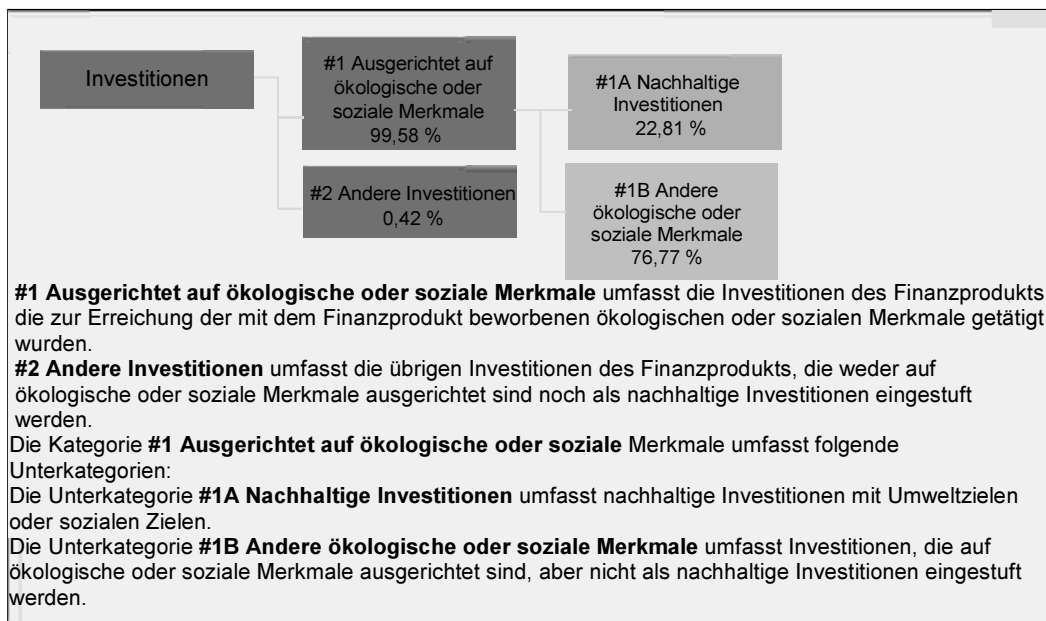 Investitionen
#1 Ausgerichtet auf
ökologische oder
soziale Merkmale
99,58 %
#2 Andere Investitionen
0,42 %
#1A Nachhaltige
Investitionen
22,81 %
#1B Andere
ökologische oder
soziale Merkmale
76,77 %
#1 Ausgerichtet auf ökologische oder soziale Merkmale umfasst die Investitionen des Finanzprodukts
die zur Erreichung der mit dem Finanzprodukt beworbenen ökologischen oder sozialen Merkmale getätigt
wurden.
#2 Andere Investitionen umfasst die übrigen Investitionen des Finanzprodukts, die weder auf
ökologische oder soziale Merkmale ausgerichtet sind noch als nachhaltige Investitionen eingestuft
werden.
Die Kategorie #1 Ausgerichtet auf ökologische oder soziale Merkmale umfasst folgende
Unterkategorien:
Die Unterkategorie #1A Nachhaltige Investitionen umfasst nachhaltige Investitionen mit Umweltzielen
oder sozialen Zielen.
Die Unterkategorie #1B Andere ökologische oder soziale Merkmale umfasst Investitionen, die auf
ökologische oder soziale Merkmale ausgerichtet sind, aber nicht als nachhaltige Investitionen eingestuft
werden.